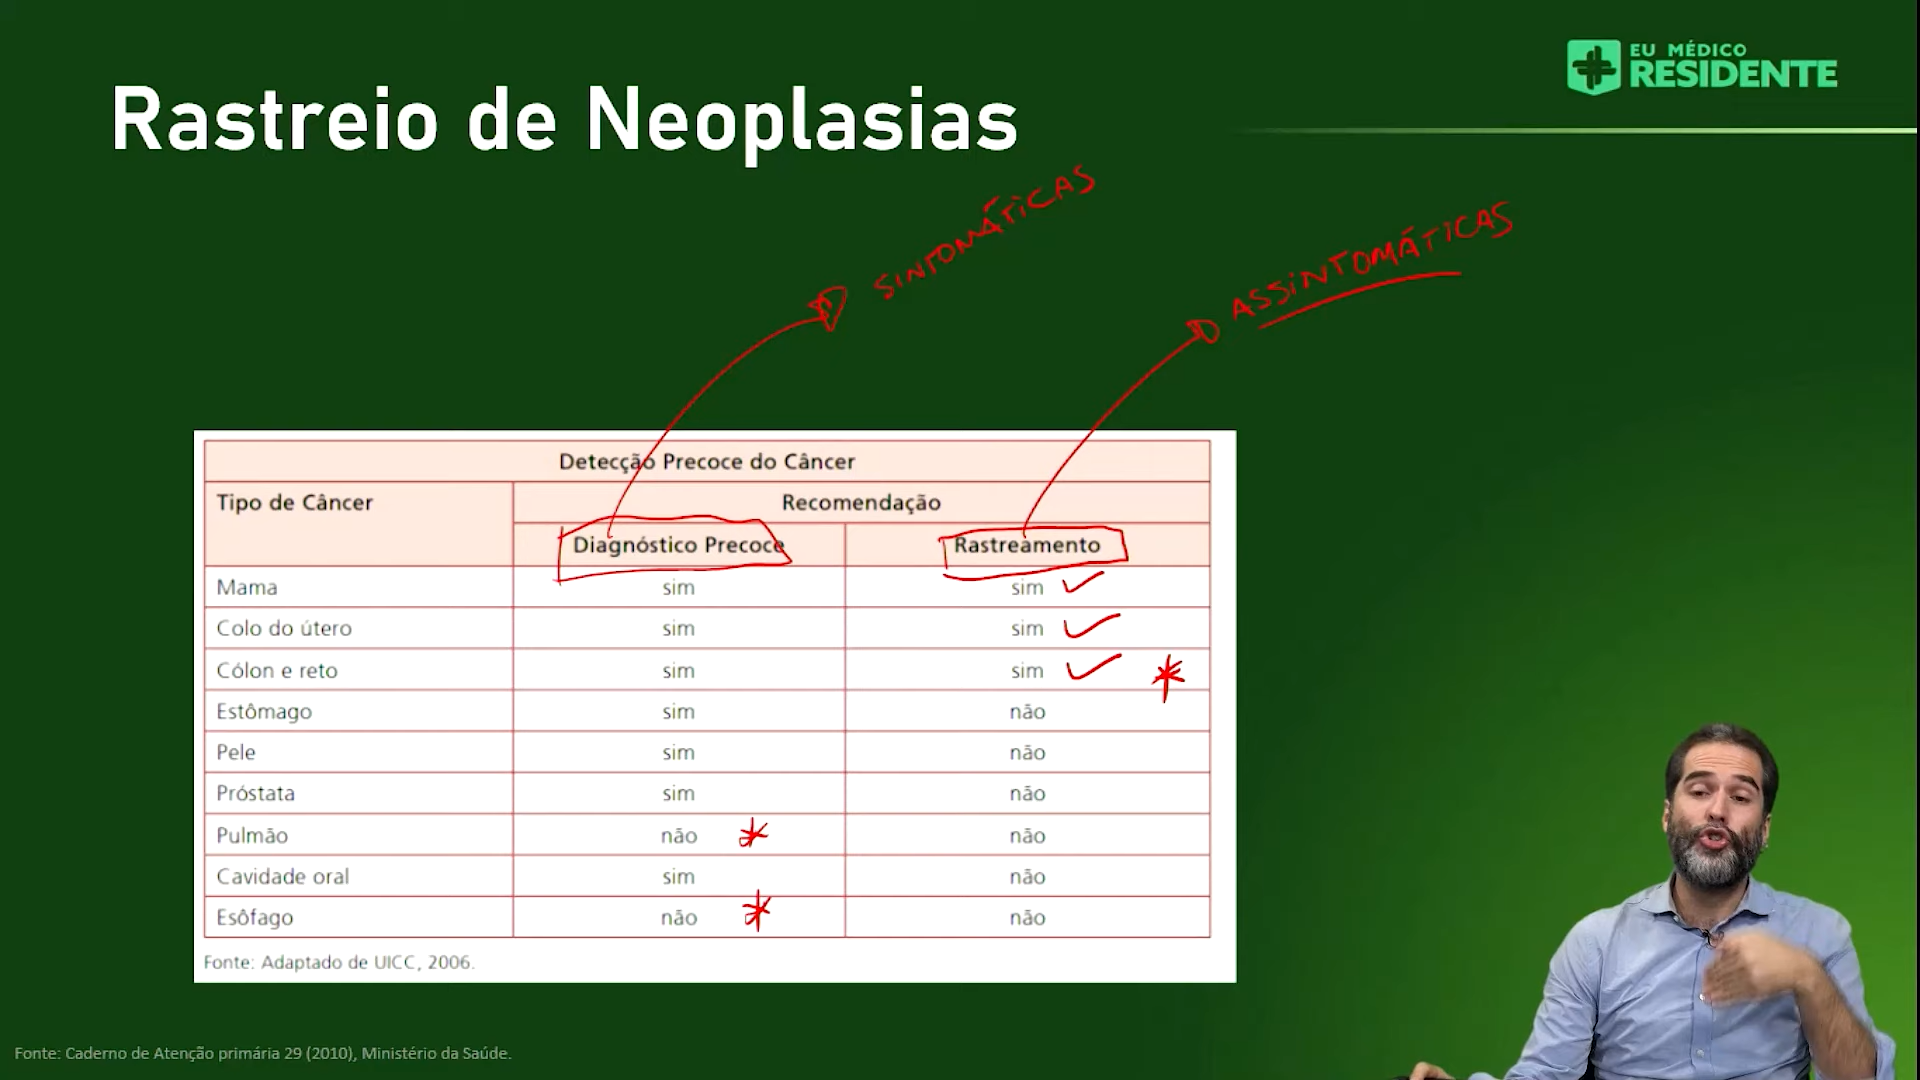 EU MÉDICO
RESIDENTE
Rastreio de Neoplasias
SINTOMÁTICAS
ASSINTOMÁTICAS
Detecção Precoce do Câncer
Tipo de Câncer Recomendação
Diagnóstico Precoce Rastreamento
Mama sim sim
Colo do útero sim sim
Cólon e reto sim sim
Estômago sim não
Pele sim não
Próstata sim não
Pulmão não não
Cavidade oral sim não
Esôfago não não
Fonte: Adaptado de UICC, 2006.
Fonte: Caderno de Atenção primária 29 (2010), Ministério da Saúde.